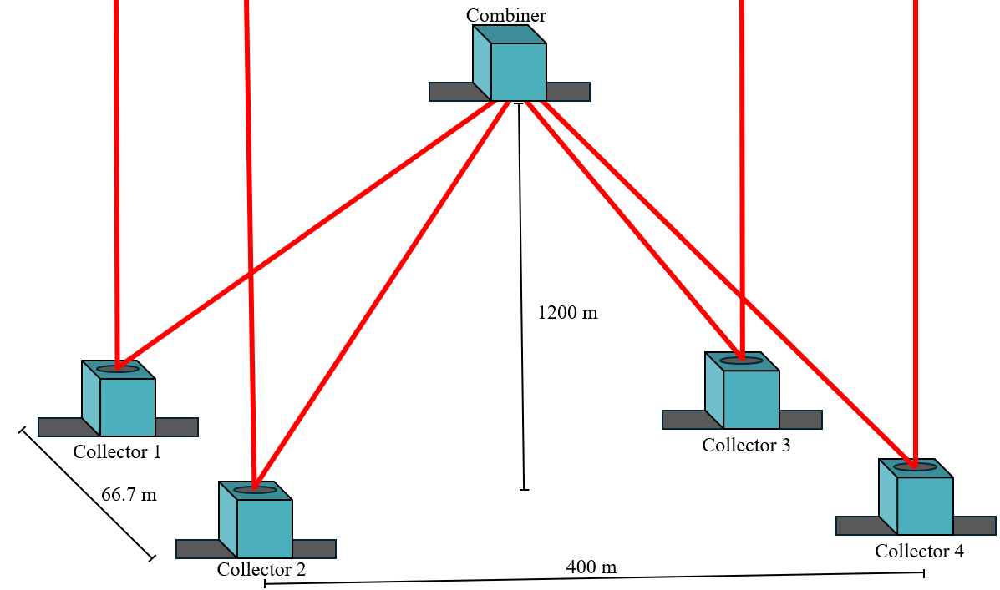 Combiner
1200 m
Collector 1
Collector 3
66.7 m
Collector 4
Collector 2
400 m